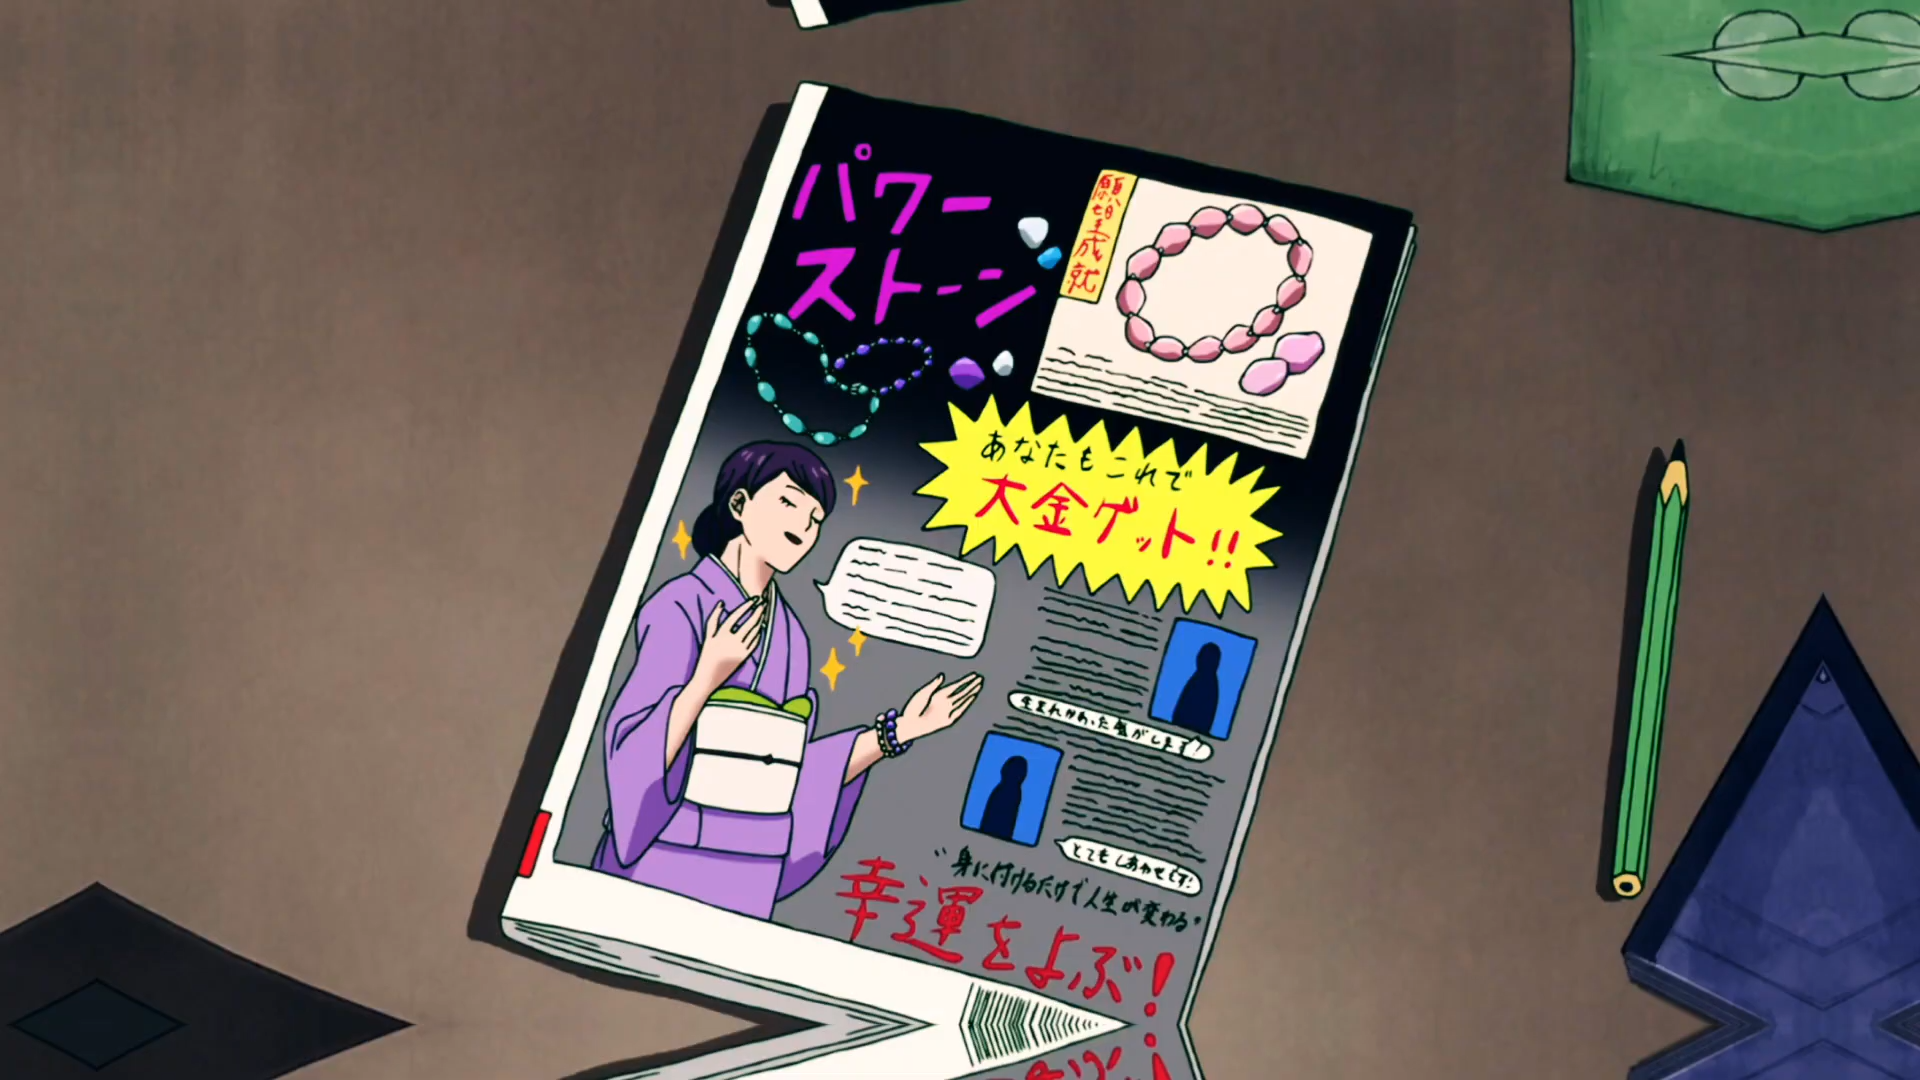 パワー
ストーン
願望成就
あなたもこれで
大金ゲット!!
生まれかわった気がします!
とてもしあわせです!
"身に付けるだけで人生が変わる"
幸運をよぶ!